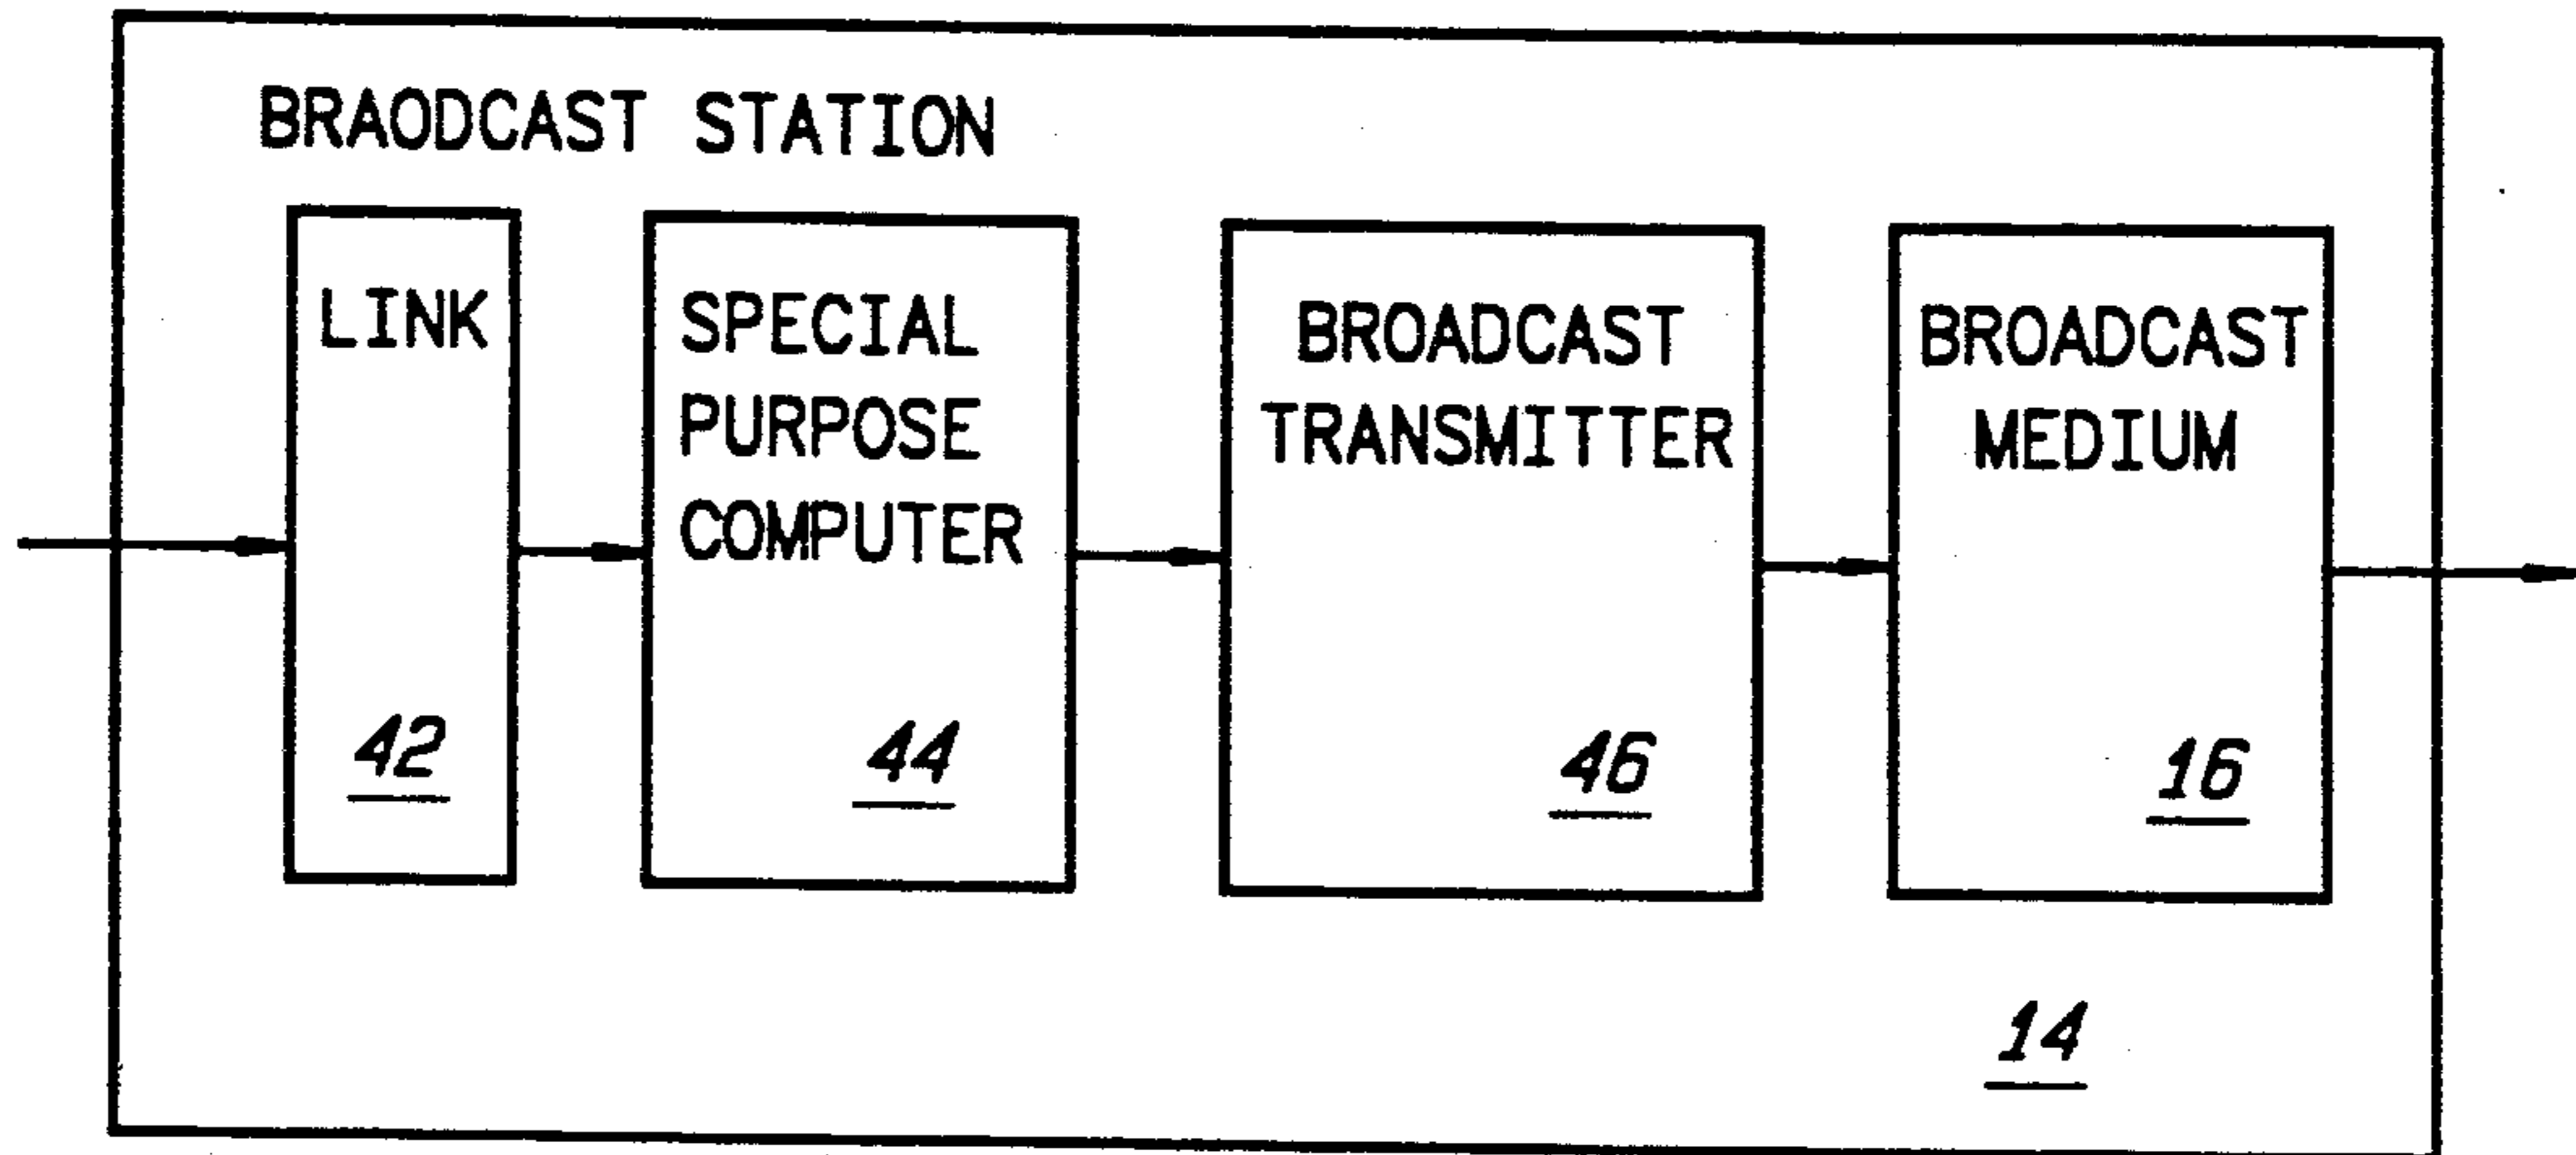 BRAODCAST STATION
LINK
42
SPECIAL
PURPOSE
COMPUTER
44
BROADCAST
TRANSMITTER
46
BROADCAST
MEDIUM
16
14